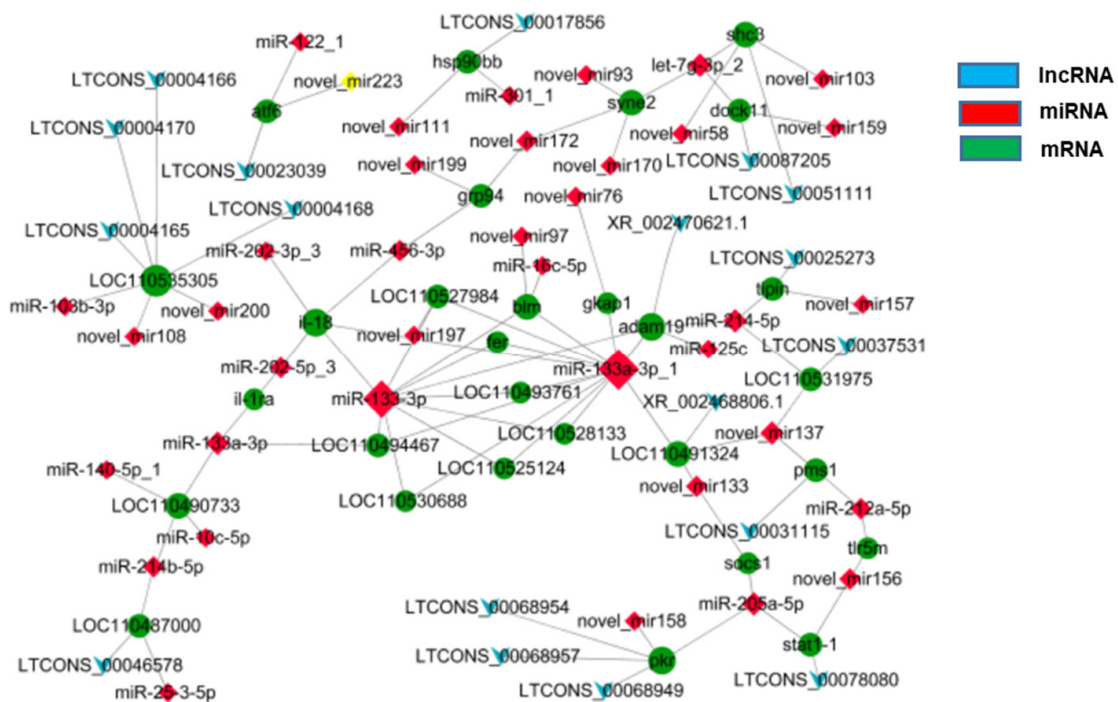 LTCONS_00017856
miR-122_1
shc3
LTCONS_00004166
hsp90bb
let-7g-3p_2
novel_mir93
novel_mir223
novel_mir103
miR-301_1
syne2
atf6
dock11
LTCONS_00004170
novel_mir111
novel_mir58
novel_mir159
novel_mir172
LTCONS_00023039
novel_mir199
novel_mir170
LTCONS_00087205
grp94
novel_mir76
LTCONS_00051111
LTCONS_00004168
XR_002470621.1
LTCONS_00004165
novel_mir97
miR-202-3p_3
miR-456-3p
LTCONS_00025273
miR-16c-5p
LOC110535305
LOC110527984
tipin
miR-103b-3p
novel_mir200
blm
gkap1
novel_mir157
il-18
adam19
miR-214-5p
novel_mir108
novel_mir197
fer
miR-125c
LTCONS_00037531
miR-202-5p_3
miR-133a-3p_1
LOC110531975
il-1ra
miR-133-3p
LOC110493761
XR_002468806.1
miR-133a-3p
LOC110494467
LOC110528133
novel_mir137
LOC110491324
miR-140-5p_1
LOC110525124
pms1
novel_mir133
LOC110490733
LOC110530688
miR-212a-5p
miR-10c-5p
LTCONS_00031115
tlr5m
miR-214b-5p
socs1
novel_mir156
LTCONS_00068954
miR-205a-5p
novel_mir158
LOC110487000
stat1-1
LTCONS_00068957
pkr
LTCONS_00046578
LTCONS_00078080
miR-25-3-5p
LTCONS_00068949
lncRNA
miRNA
mRNA